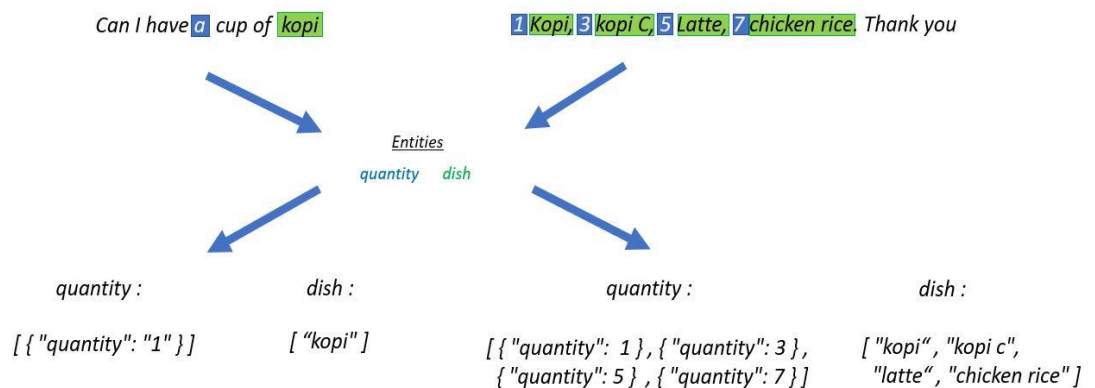 Can I have a cup of kopi
1 Kopi, 3 kopi C, 5 Latte, 7 chicken rice. Thank you
Entities
quantity dish
quantity :
dish :
quantity :
dish :
[ { "quantity": "1" } ]
[ “kopi" ]
[ { "quantity": 1 } , { "quantity": 3 } ,
{ "quantity": 5 } , { "quantity": 7 } ]
[ "kopi“ , "kopi c",
"latte“ , "chicken rice" ]